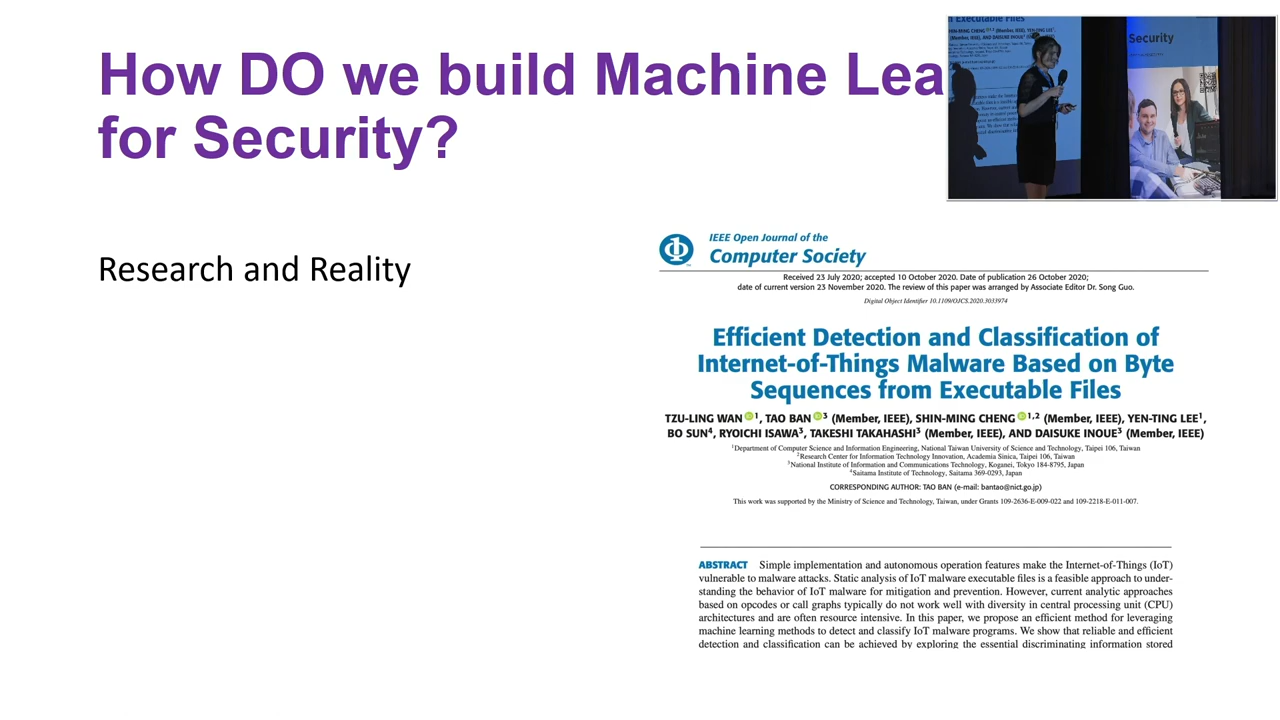 How DO we build Machine Lea
for Security?
Research and Reality
Executable Files
Security
IEEE Open Journal of the
Computer Society
Received 23 July 2020; accepted 10 October 2020. Date of publication 26 October 2020;
date of current version 23 November 2020. The review of this paper was arranged by Associate Editor Dr. Song Guo.
Digital Object Identifier 10.1109/OJCS.2020.3033974
Efficient Detection and Classification of
Internet-of-Things Malware Based on Byte
Sequences from Executable Files
TZU-LING WAN 1, TAO BAN 3 (Member, IEEE), SHIN-MING CHENG 1,2 (Member, IEEE), YEN-TING LEE1,
BO SUN4, RYOICHI ISAWA3, TAKESHI TAKAHASHI3 (Member, IEEE), AND DAISUKE INOUE3 (Member, IEEE)
1Department of Computer Science and Information Engineering, National Taiwan University of Science and Technology, Taipei 106, Taiwan
2Research Center for Information Technology Innovation, Academia Sinica, Taipei 106, Taiwan
3National Institute of Information and Communications Technology, Koganei, Tokyo 184-8795, Japan
4Saitama Institute of Technology, Saitama 369-0293, Japan
CORRESPONDING AUTHOR: TAO BAN (e-mail: bantao@nict.go.jp)
This work was supported by the Ministry of Science and Technology, Taiwan, under Grants 109-2636-E-009-022 and 109-2218-E-011-007.
ABSTRACT Simple implementation and autonomous operation features make the Internet-of-Things (IoT)
vulnerable to malware attacks. Static analysis of IoT malware executable files is a feasible approach to under-
standing the behavior of IoT malware for mitigation and prevention. However, current analytic approaches
based on opcodes or call graphs typically do not work well with diversity in central processing unit (CPU)
architectures and are often resource intensive. In this paper, we propose an efficient method for leveraging
machine learning methods to detect and classify IoT malware programs. We show that reliable and efficient
detection and classification can be achieved by exploring the essential discriminating information stored